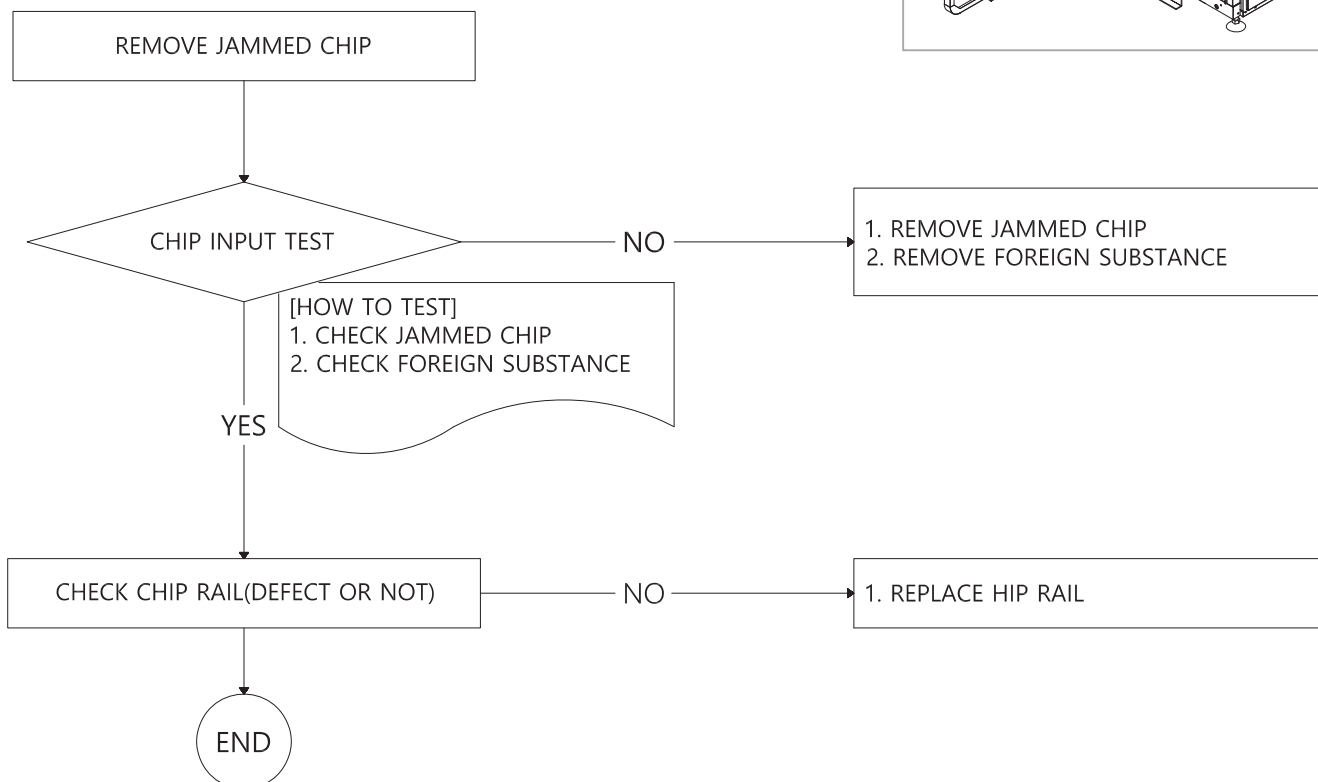 REMOVE JAMMED CHIP
CHIP INPUT TEST
NO
1. REMOVE JAMMED CHIP
2. REMOVE FOREIGN SUBSTANCE
[HOW TO TEST]
1. CHECK JAMMED CHIP
2. CHECK FOREIGN SUBSTANCE
YES
CHECK CHIP RAIL(DEFECT OR NOT)
NO
1. REPLACE HIP RAIL
END